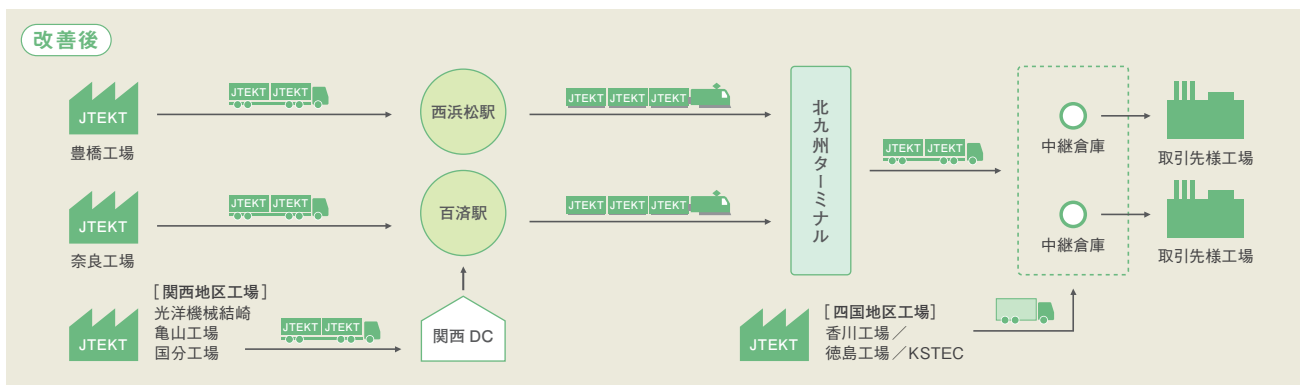 改善後
JTEKT JTEKT
JTEKT JTEKT JTEKT
JTEKT
豊橋工場
西浜松駅
北九州ターミナル
JTEKT JTEKT
中継倉庫
取引先様工場
JTEKT JTEKT
JTEKT JTEKT JTEKT
JTEKT
奈良工場
百済駅
中継倉庫
取引先様工場
[関西地区工場]
光洋機械結崎
亀山工場
国分工場
JTEKT
JTEKT JTEKT
関西 DC
[四国地区工場]
香川工場/
徳島工場/KSTEC
JTEKT